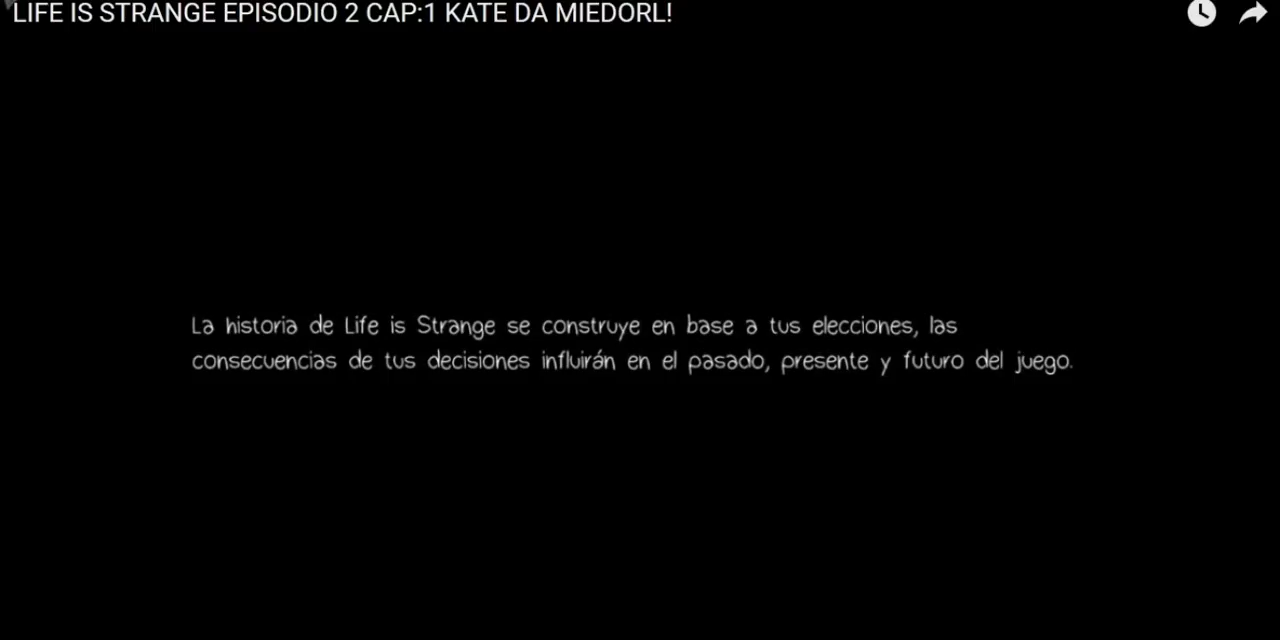 LIFE IS STRANGE EPISODIO 2 CAP:1 KATE DA MIEDORL!
La historia de Life is Strange se construye en base a tus elecciones, las
consecuencias de tus decisiones influirán en el pasado, presente y futuro del juego.